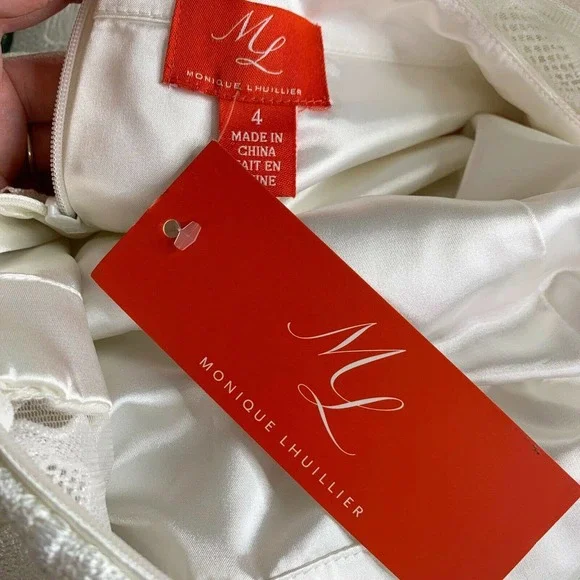 ML
MONIQUE LHUILLIER
4
MADE IN
CHINA
FAIT EN
ML
MONIQUE LHUILLIER